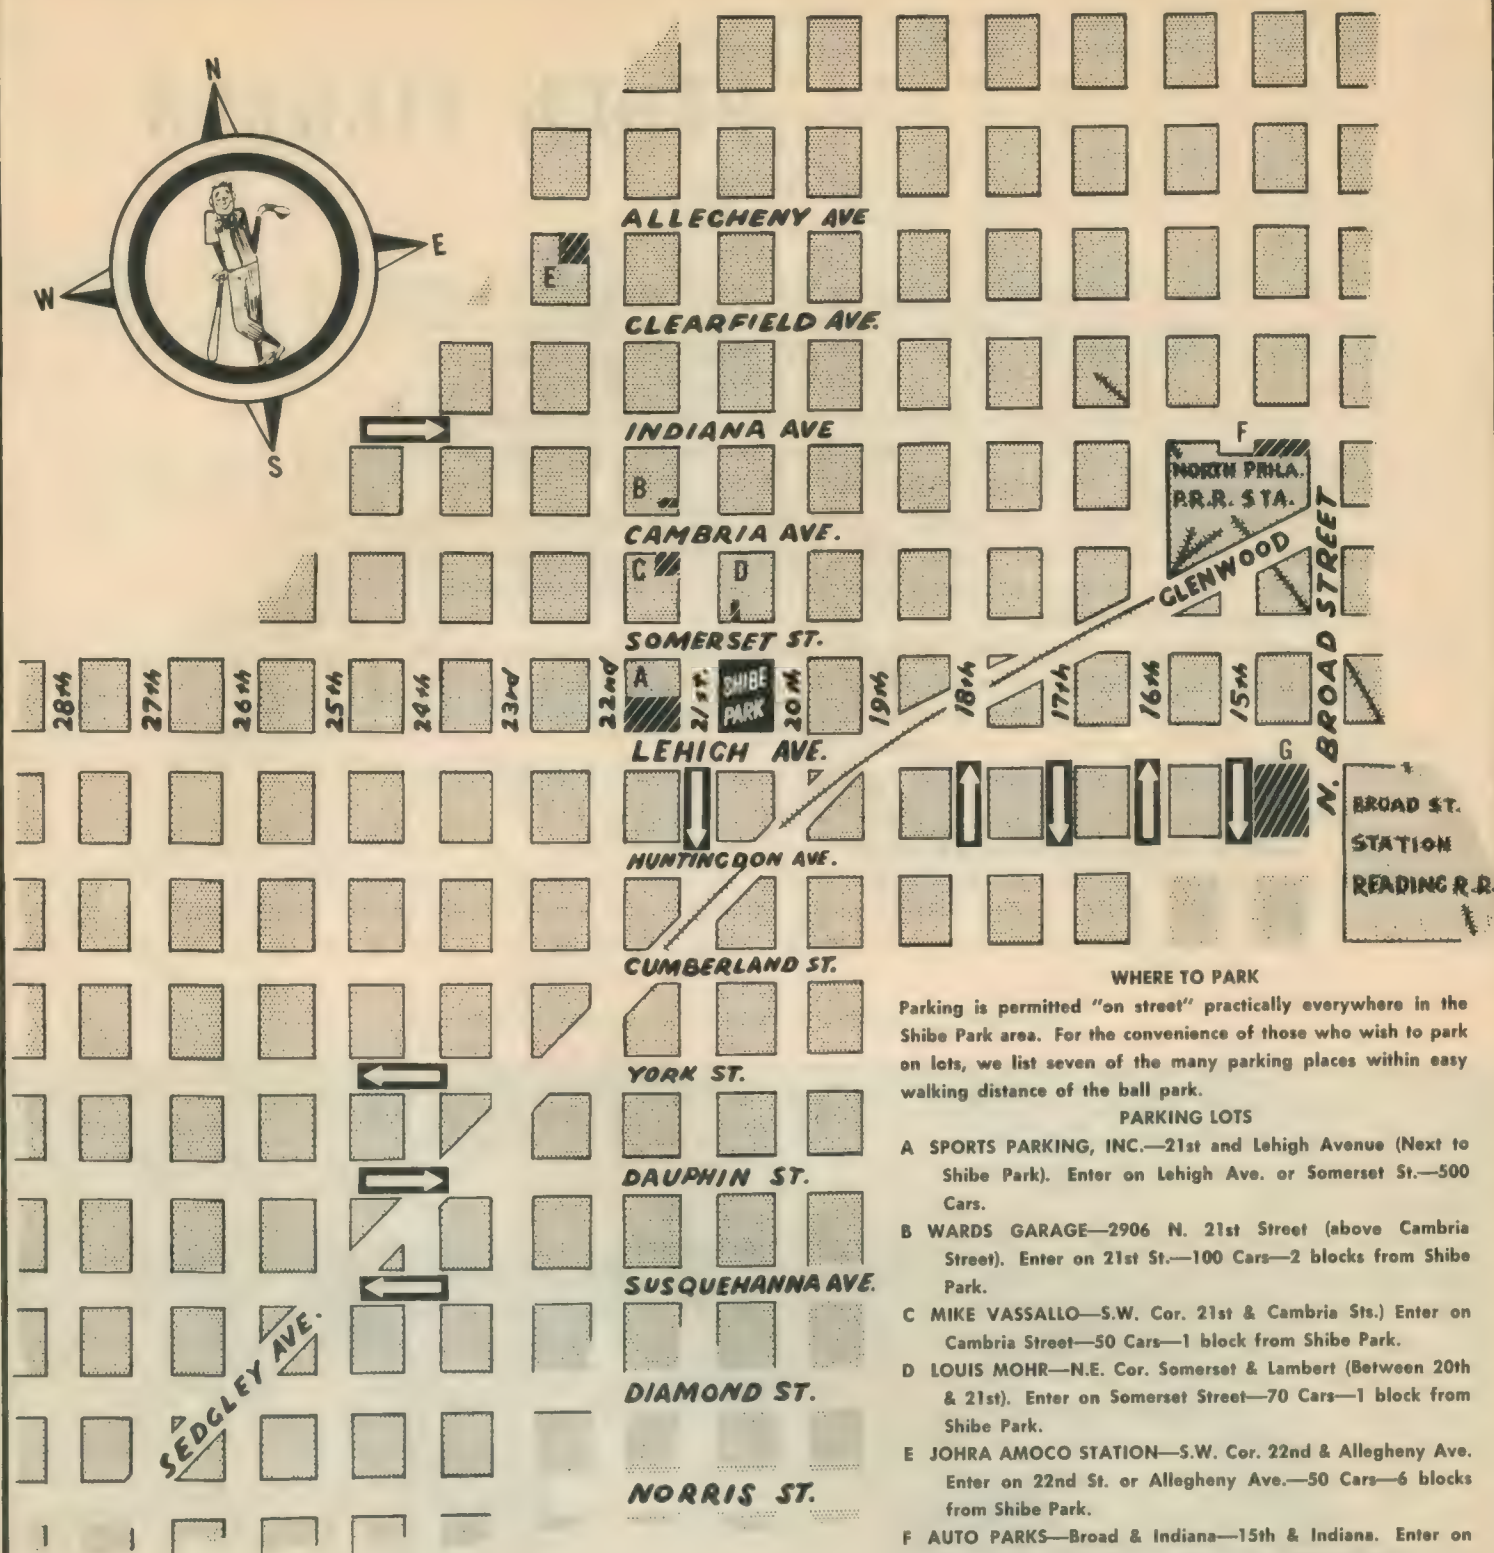 N
E
W
S
ALLEGHENY AVE
E
CLEARFIELD AVE.
INDIANA AVE
F
B
NORTH PHILA.
P.R.R. STA.
CAMBRIA AVE.
C
D
GLENWOOD
SOMERSET ST.
28th
27th
26th
25th
24th
23rd
22nd
A
21st.
SHIBE
PARK
20th
19th
18th
17th
16th
15th
N. BROAD STREET
LEHIGH AVE.
G
BROAD ST.
STATION
READING R.R.
HUNTINGDON AVE.
CUMBERLAND ST.
YORK ST.
DAUPHIN ST.
SUSQUEHANNA AVE.
SEDGLEY AVE.
DIAMOND ST.
NORRIS ST.
WHERE TO PARK
Parking is permitted "on street" practically everywhere in the
Shibe Park area. For the convenience of those who wish to park
on lots, we list seven of the many parking places within easy
walking distance of the ball park.
PARKING LOTS
A SPORTS PARKING, INC.—21st and Lehigh Avenue (Next to
Shibe Park). Enter on Lehigh Ave. or Somerset St.—500
Cars.
B WARDS GARAGE—2906 N. 21st Street (above Cambria
Street). Enter on 21st St.—100 Cars—2 blocks from Shibe
Park.
C MIKE VASSALLO—S.W. Cor. 21st & Cambria Sts.) Enter on
Cambria Street—50 Cars—1 block from Shibe Park.
D LOUIS MOHR—N.E. Cor. Somerset & Lambert (Between 20th
& 21st). Enter on Somerset Street—70 Cars—1 block from
Shibe Park.
E JOHRA AMOCO STATION—S.W. Cor. 22nd & Allegheny Ave.
Enter on 22nd St. or Allegheny Ave.—50 Cars—6 blocks
from Shibe Park.
F AUTO PARKS—Broad & Indiana—15th & Indiana. Enter on